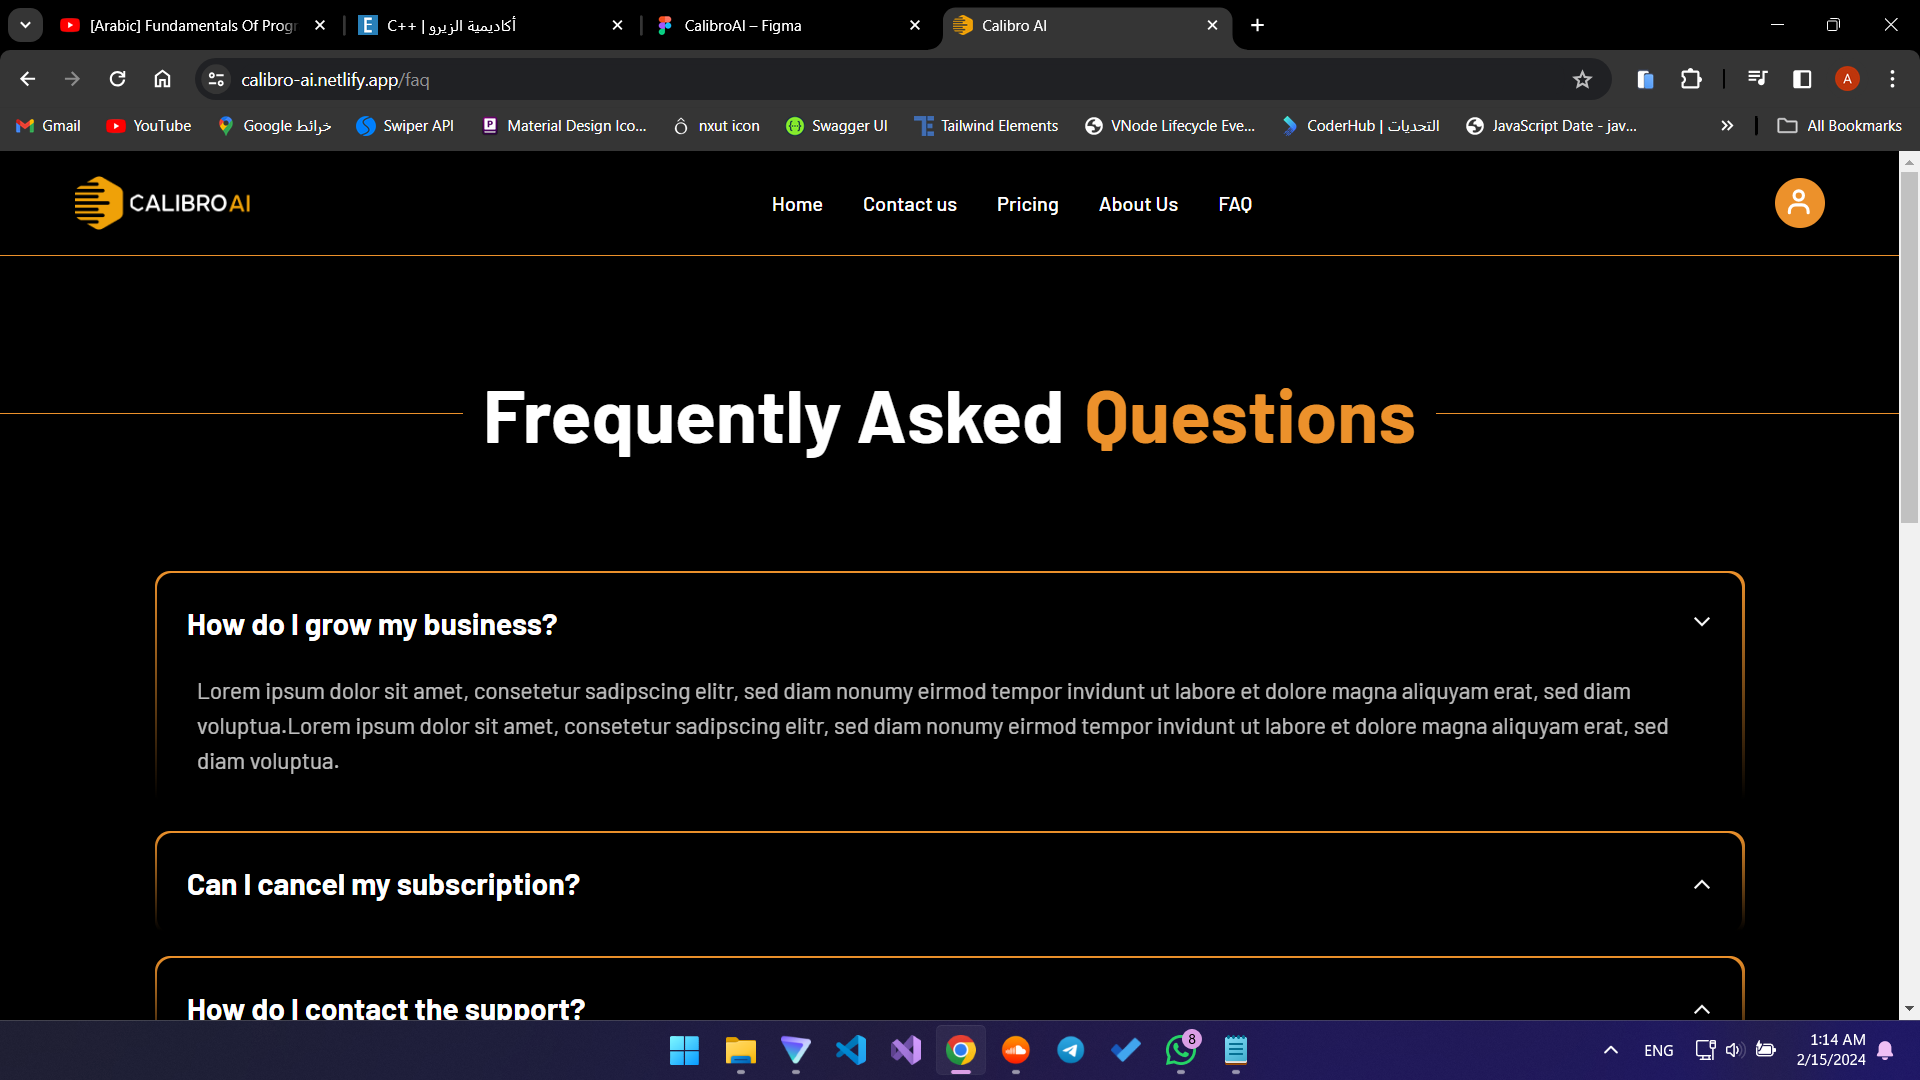 [Arabic] Fundamentals Of Progr
C++ | أكاديمية الزيرو
CalibroAI – Figma
Calibro AI
calibro-ai.netlify.app/faq
A
Gmail
YouTube
خرائط Google
Swiper API
Material Design Ico...
nxut icon
Swagger UI
Tailwind Elements
VNode Lifecycle Eve...
CoderHub | التحديات
JavaScript Date - jav...
All Bookmarks
CALIBRO AI
Home
Contact us
Pricing
About Us
FAQ
Frequently Asked Questions
How do I grow my business?
Lorem ipsum dolor sit amet, consetetur sadipscing elitr, sed diam nonumy eirmod tempor invidunt ut labore et dolore magna aliquyam erat, sed diam
voluptua.Lorem ipsum dolor sit amet, consetetur sadipscing elitr, sed diam nonumy eirmod tempor invidunt ut labore et dolore magna aliquyam erat, sed
diam voluptua.
Can I cancel my subscription?
How do I contact the support?
8
ENG
1:14 AM
2/15/2024